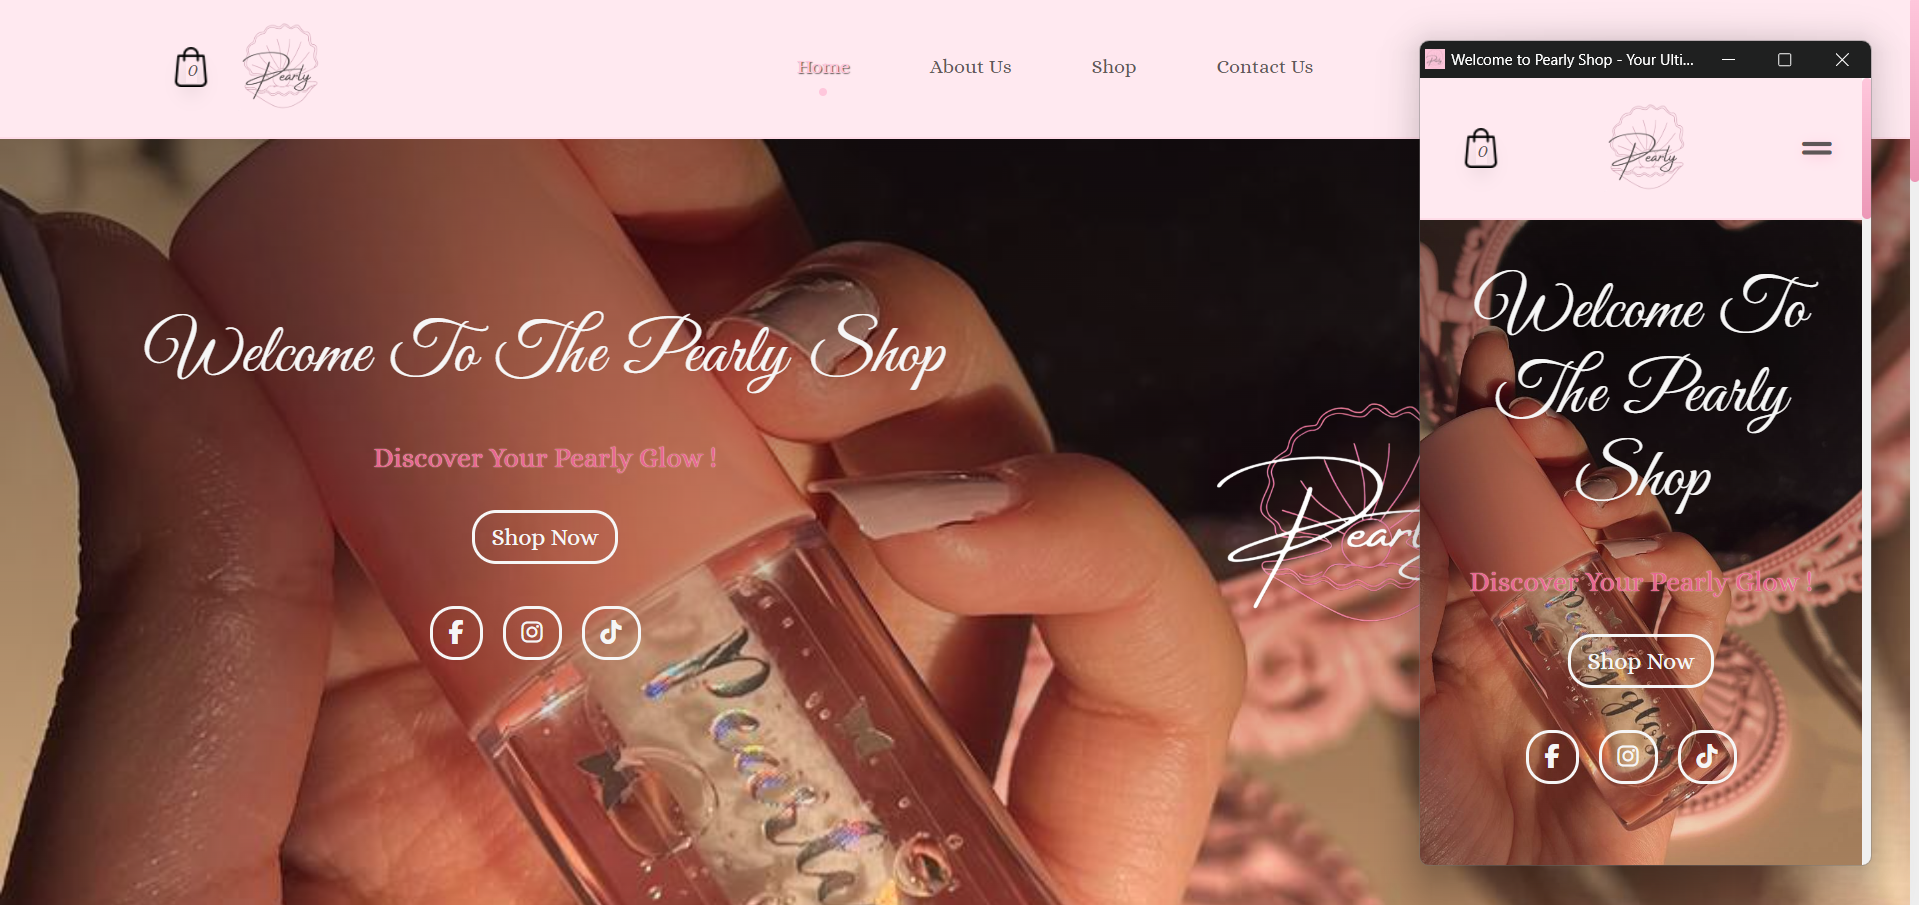 0
Pearly
Home
About Us
Shop
Contact Us
Welcome To The Pearly Shop
Discover Your Pearly Glow !
Shop Now
Pearly
Welcome to Pearly Shop - Your Ulti...
0
Pearly
Welcome To
The Pearly
Shop
Discover Your Pearly Glow !
Shop Now